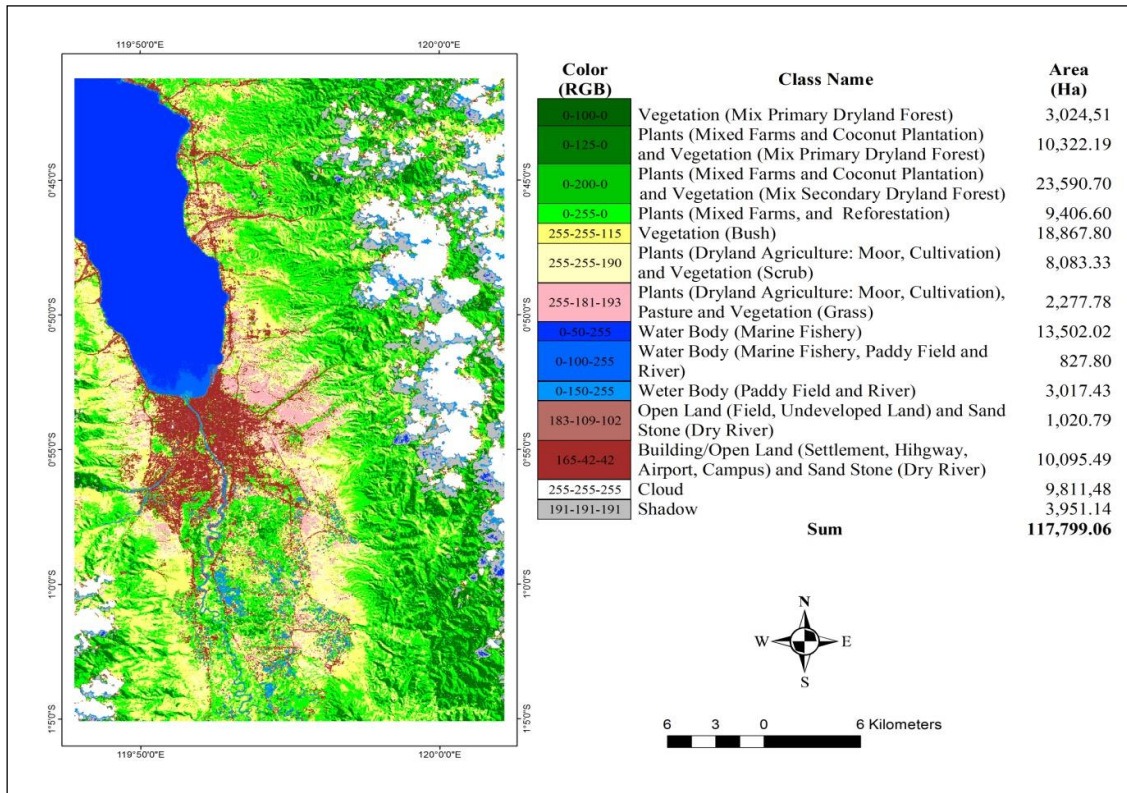 119°50'0"E 120°0'0"E
0°45'0"S 0°45'0"S
0°50'0"S 0°50'0"S
0°55'0"S 0°55'0"S
1°0'0"S 1°0'0"S
1°5'0"S 1°5'0"S
119°50'0"E 120°0'0"E
Color (RGB) Class Name Area (Ha)
0-100-0 Vegetation (Mix Primary Dryland Forest) 3,024,51
0-125-0 Plants (Mixed Farms and Coconut Plantation)
and Vegetation (Mix Primary Dryland Forest) 10,322.19
0-200-0 Plants (Mixed Farms and Coconut Plantation)
and Vegetation (Mix Secondary Dryland Forest) 23,590.70
0-255-0 Plants (Mixed Farms, and Reforestation) 9,406.60
255-255-115 Vegetation (Bush) 18,867.80
255-255-190 Plants (Dryland Agriculture: Moor, Cultivation)
and Vegetation (Scrub) 8,083.33
255-181-193 Plants (Dryland Agriculture: Moor, Cultivation),
Pasture and Vegetation (Grass) 2,277.78
0-50-255 Water Body (Marine Fishery) 13,502.02
0-100-255 Water Body (Marine Fishery, Paddy Field and
River) 827.80
0-150-255 Weter Body (Paddy Field and River) 3,017.43
183-109-102 Open Land (Field, Undeveloped Land) and Sand
Stone (Dry River) 1,020.79
165-42-42 Building/Open Land (Settlement, Hihgway,
Airport, Campus) and Sand Stone (Dry River) 10,095.49
255-255-255 Cloud 9,811,48
191-191-191 Shadow 3,951.14
Sum 117,799.06
N
W E
S
6 3 0 6 Kilometers